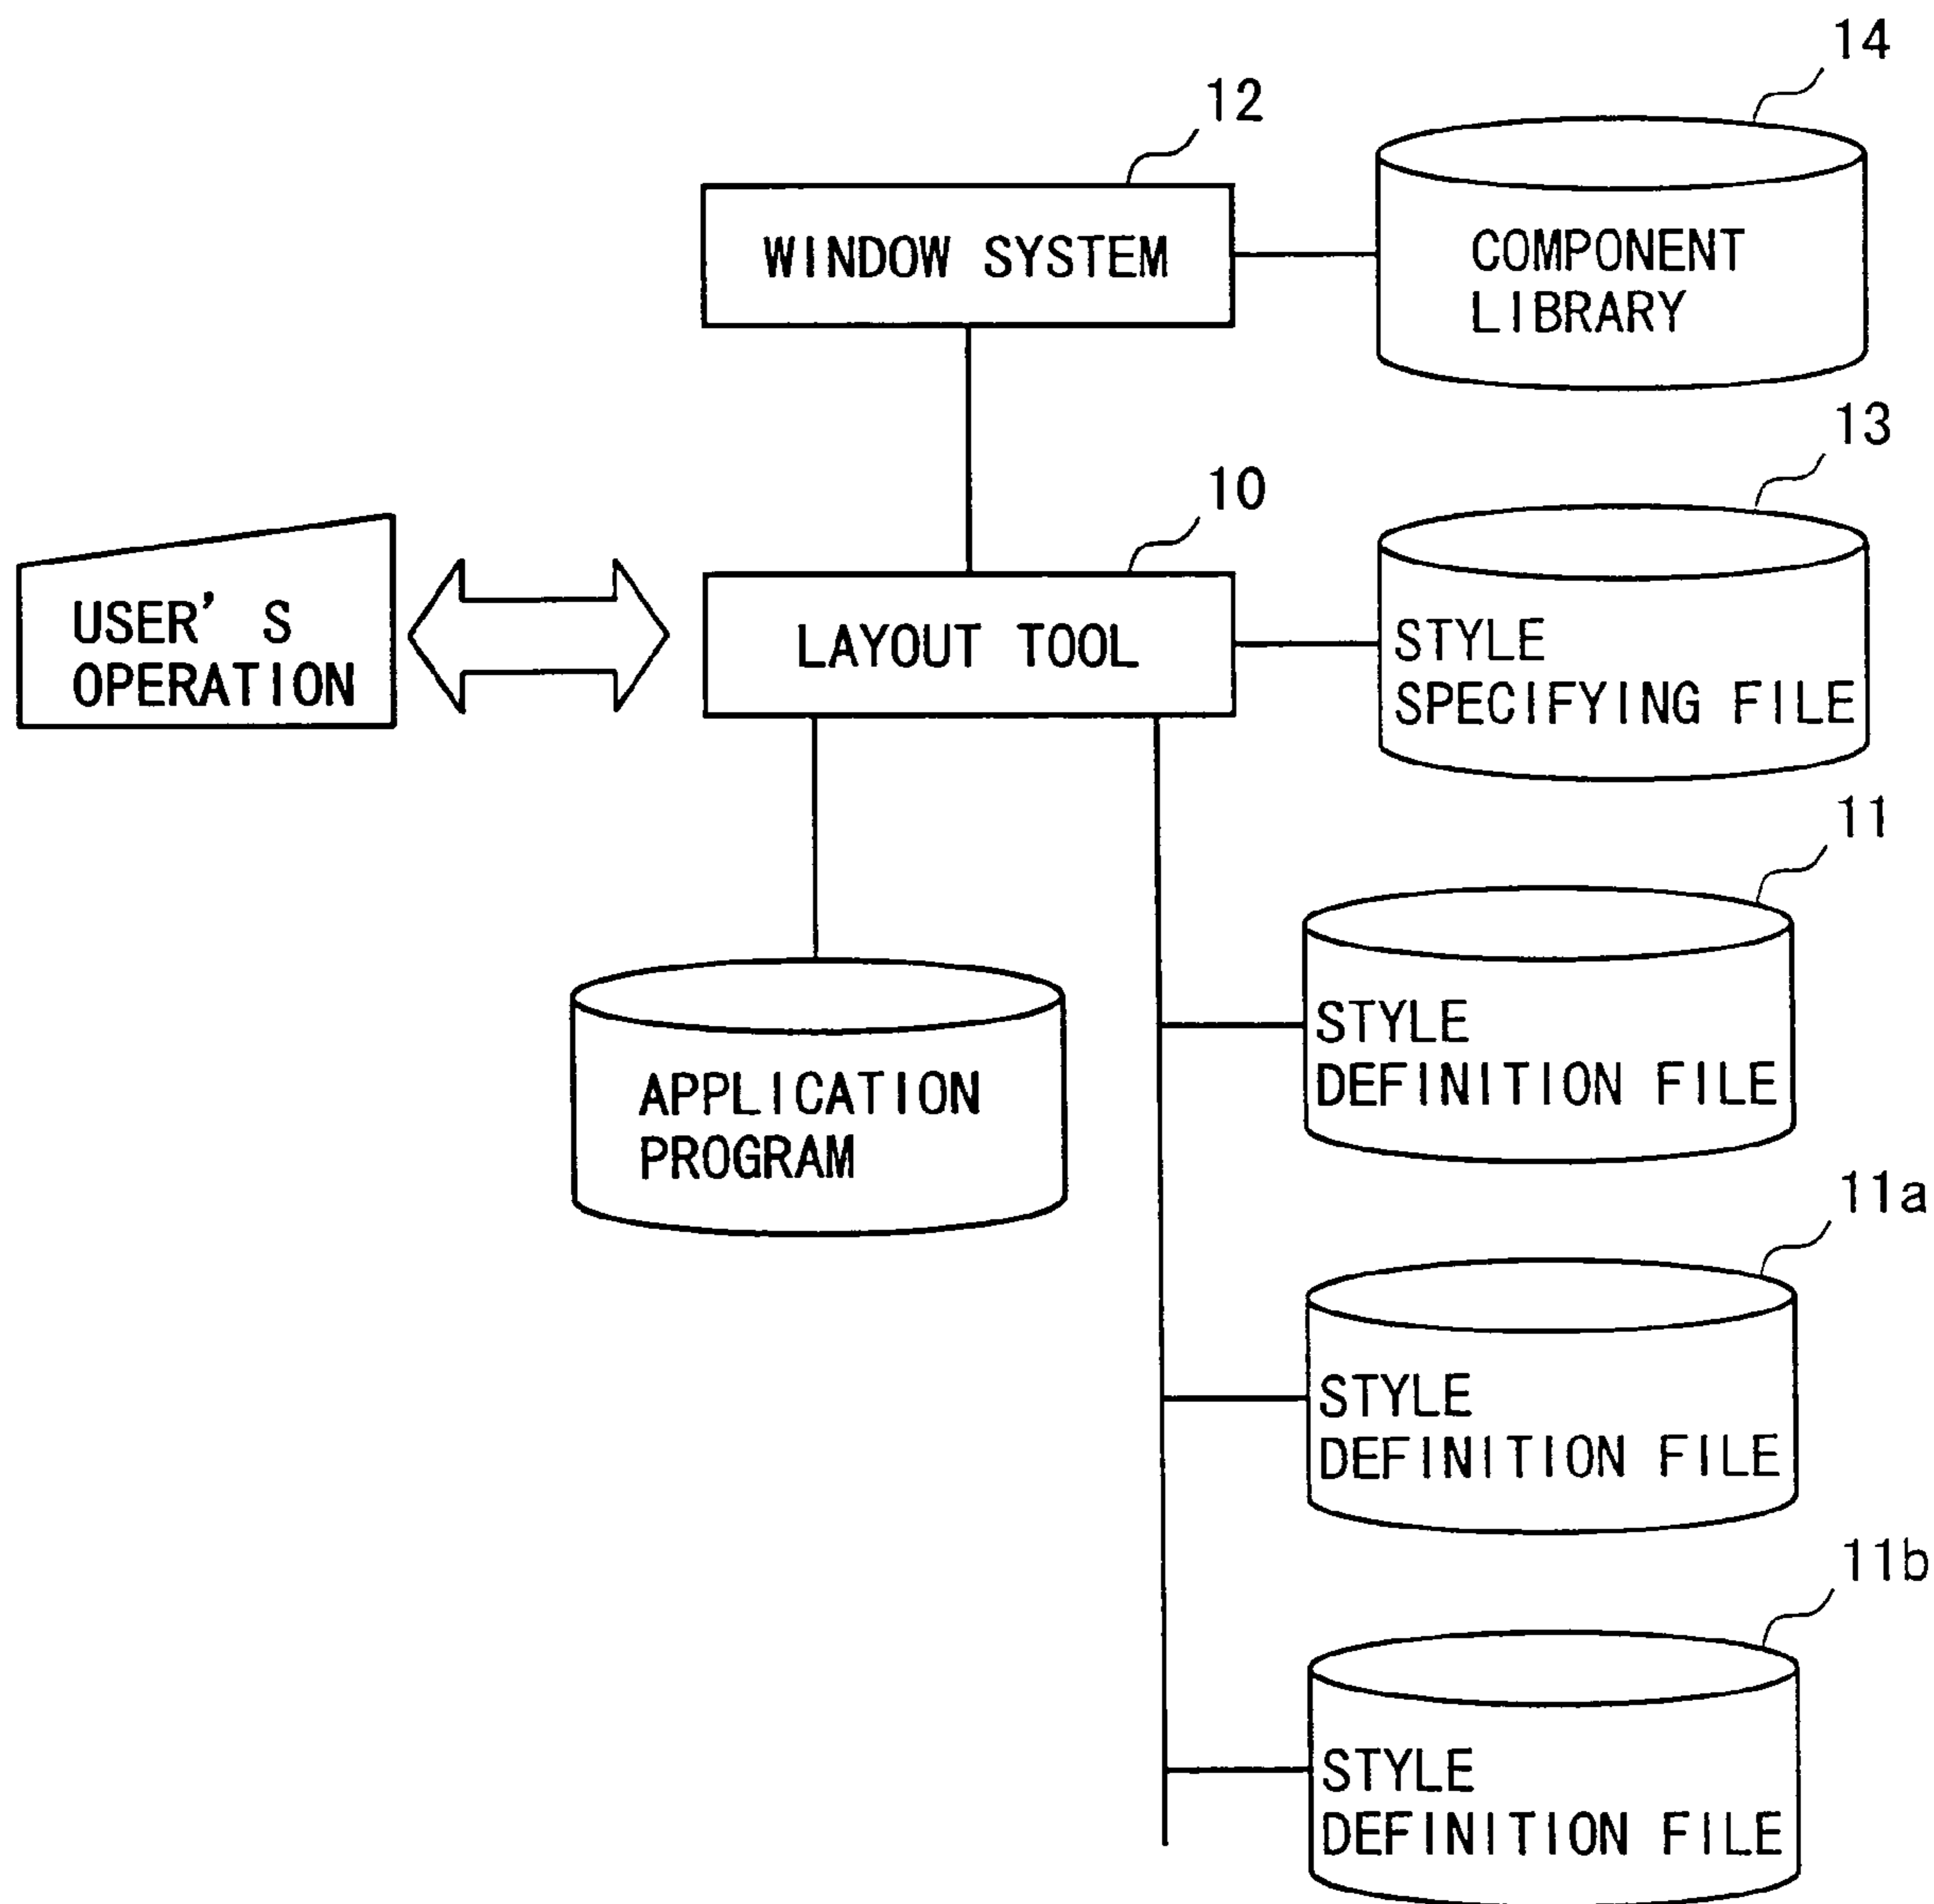 14
12
WINDOW SYSTEM
COMPONENT
LIBRARY
13
10
USER'S
OPERATION
LAYOUT TOOL
STYLE
SPECIFYING FILE
11
STYLE
DEFINITION FILE
APPLICATION
PROGRAM
11a
STYLE
DEFINITION FILE
11b
STYLE
DEFINITION FILE